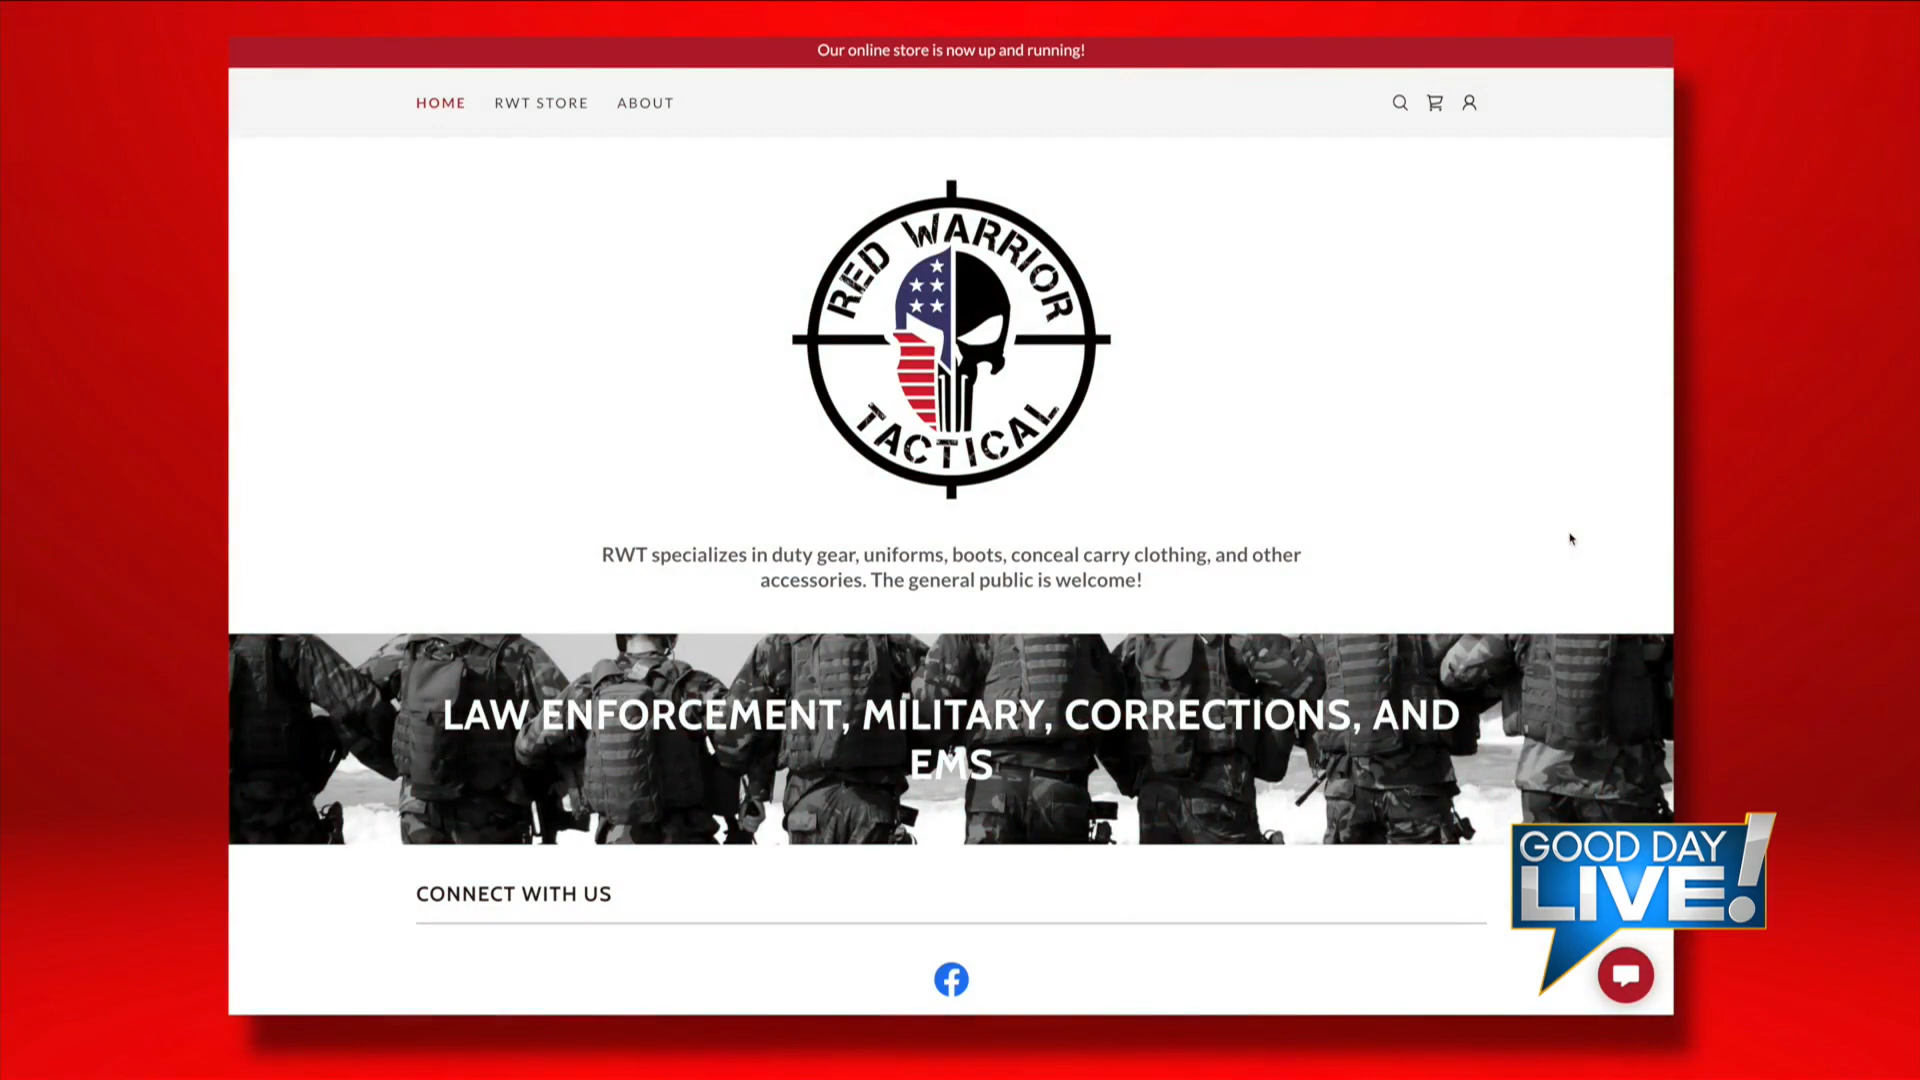 Our online store is now up and running!
HOME RWT STORE ABOUT
RED WARRIOR
TACTICAL
RWT specializes in duty gear, uniforms, boots, conceal carry clothing, and other
accessories. The general public is welcome!
LAW ENFORCEMENT, MILITARY, CORRECTIONS, AND
EMS
CONNECT WITH US
GOOD DAY
LIVE!